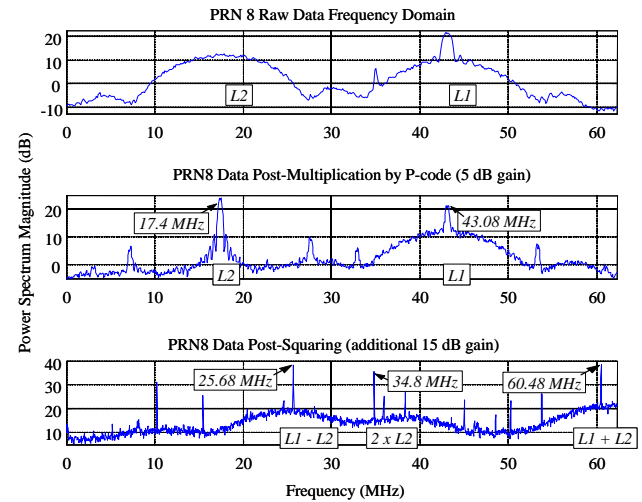 PRN 8 Raw Data Frequency Domain
20
10
0
-10
L2
L1
0 10 20 30 40 50 60
Power Spectrum Magnitude (dB)
PRN8 Data Post-Multiplication by P-code (5 dB gain)
20
10
0
17.4 MHz
43.08 MHz
L2
L1
0 10 20 30 40 50 60
PRN8 Data Post-Squaring (additional 15 dB gain)
40
30
20
10
25.68 MHz
34.8 MHz
60.48 MHz
L1 - L2
2 x L2
L1 + L2
0 10 20 30 40 50 60
Frequency (MHz)